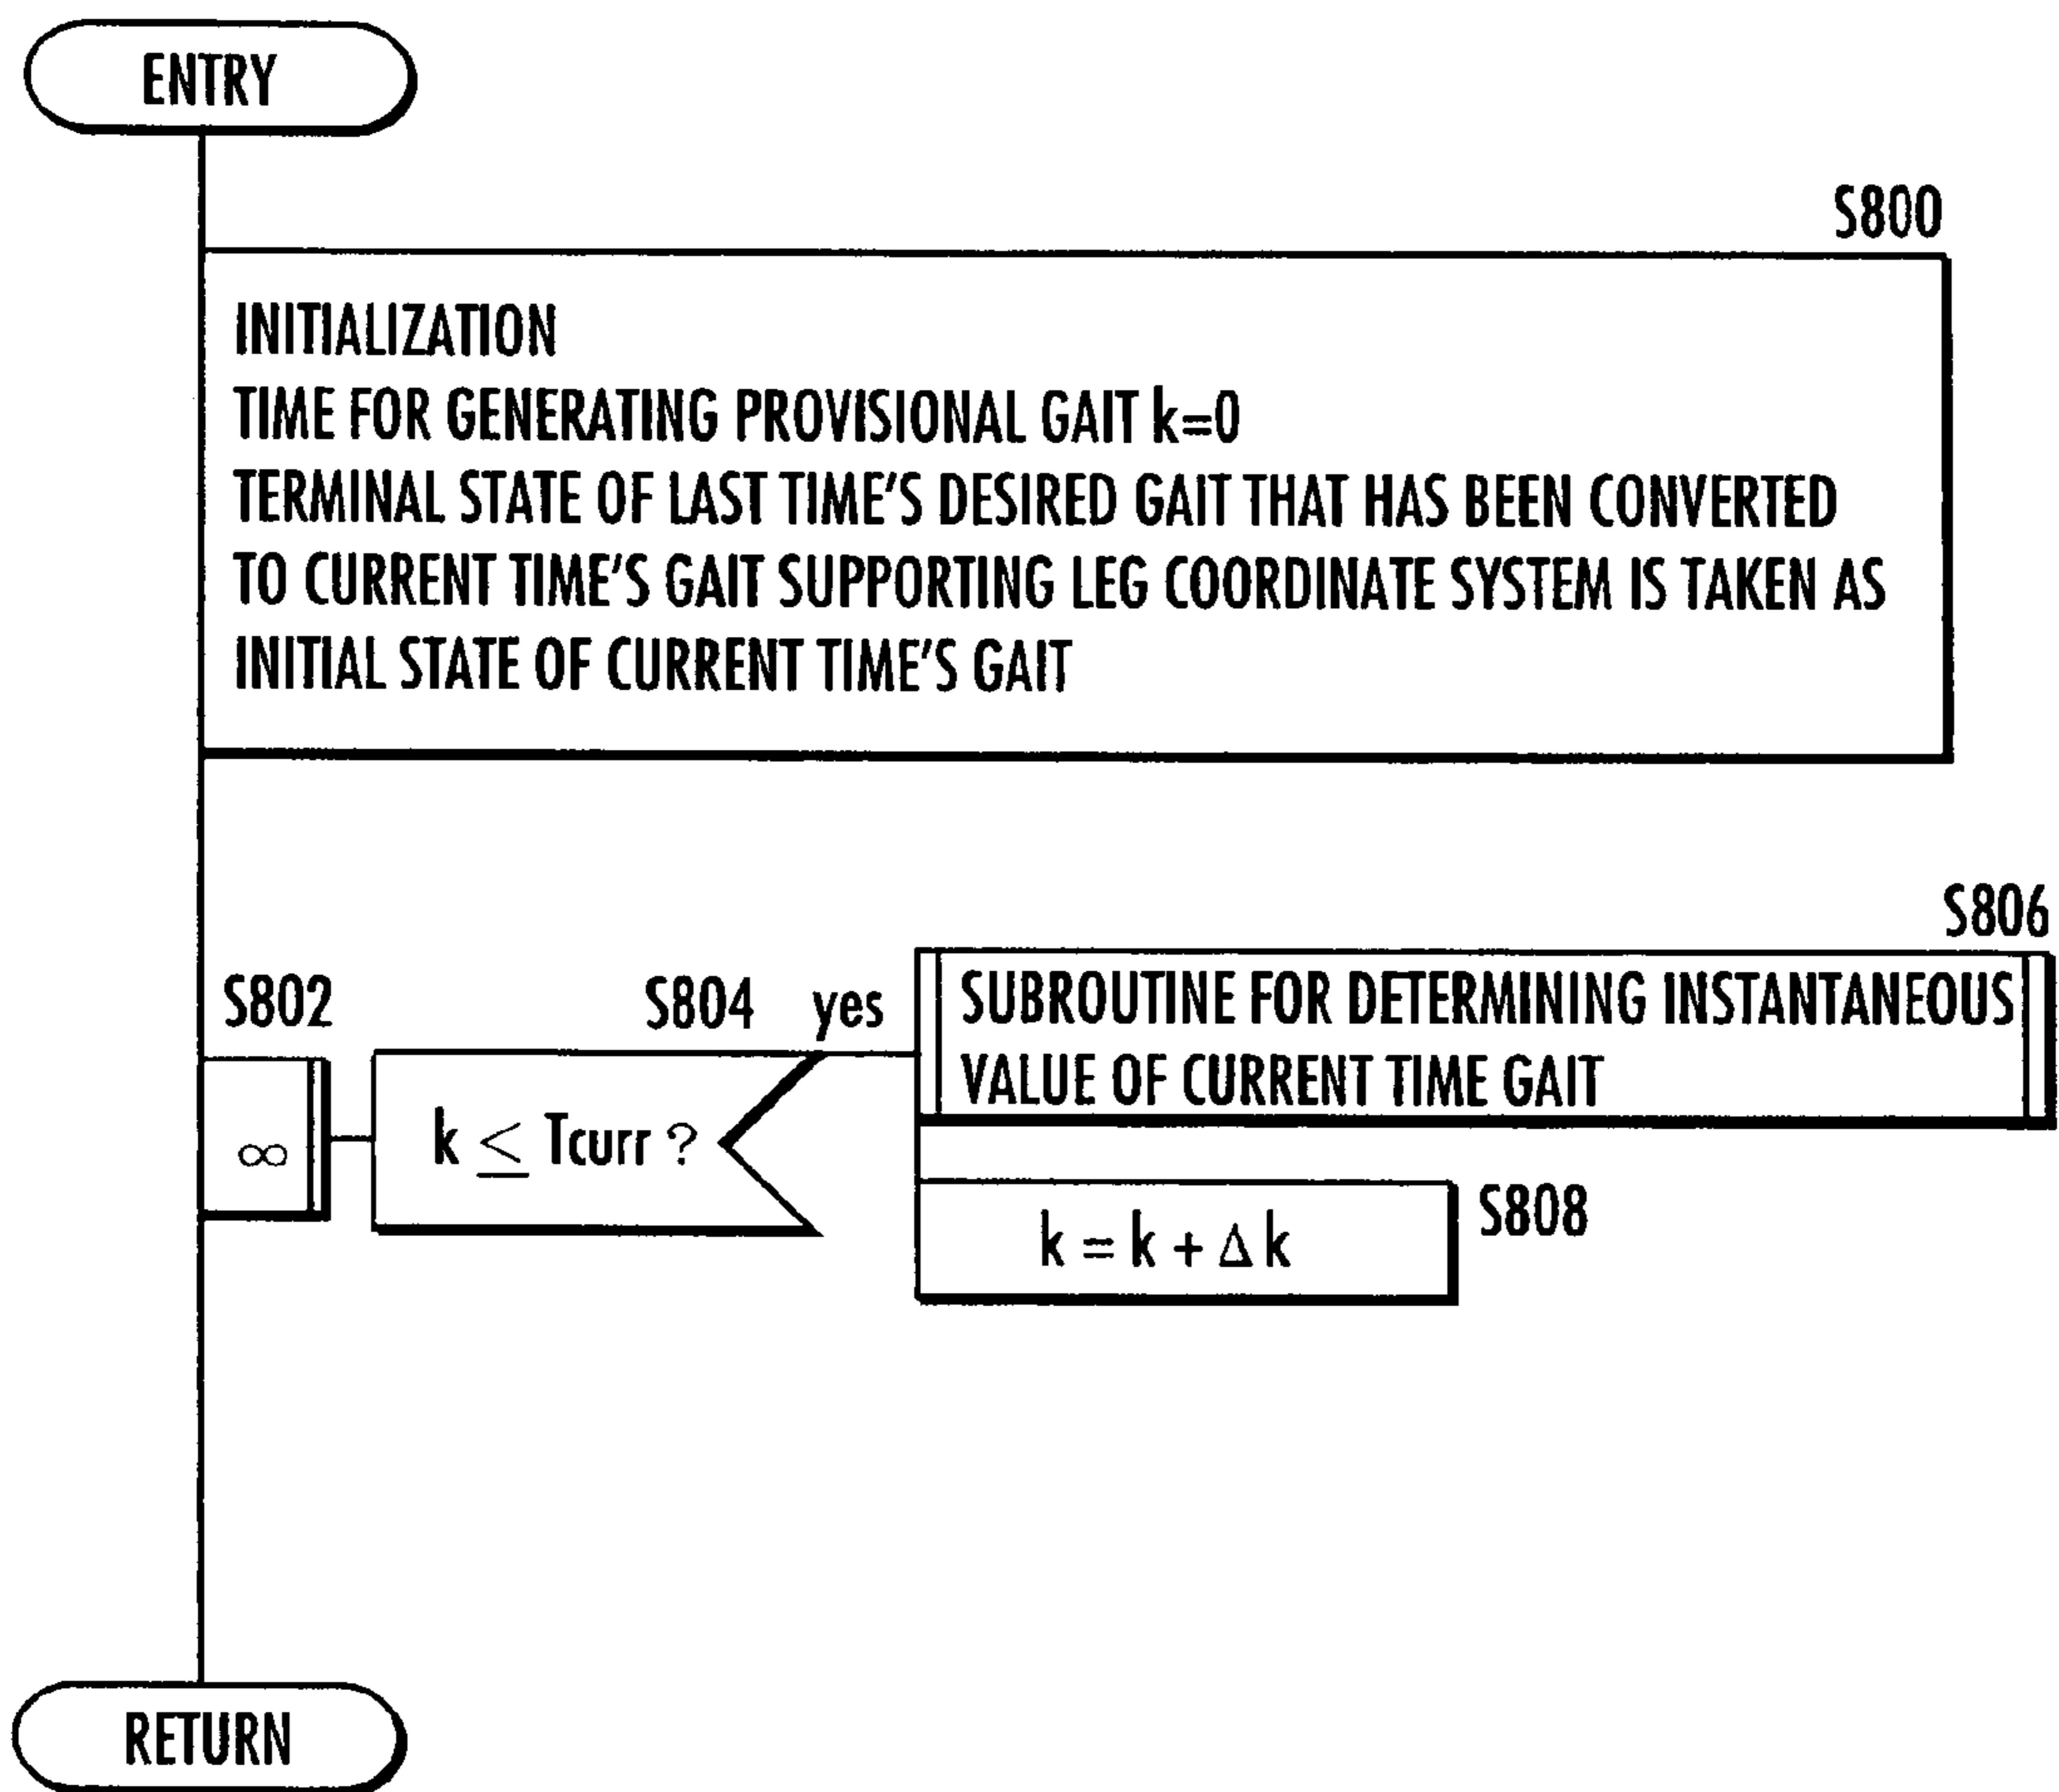 ENTRY
S800
INITIALIZATION
TIME FOR GENERATING PROVISIONAL GAIT k=0
TERMINAL STATE OF LAST TIME'S DESIRED GAIT THAT HAS BEEN CONVERTED
TO CURRENT TIME'S GAIT SUPPORTING LEG COORDINATE SYSTEM IS TAKEN AS
INITIAL STATE OF CURRENT TIME'S GAIT
S802
∞
S804 yes
k ≤ Tcurr ?
S806
SUBROUTINE FOR DETERMINING INSTANTANEOUS
VALUE OF CURRENT TIME GAIT
S808
k = k + Δ k
RETURN